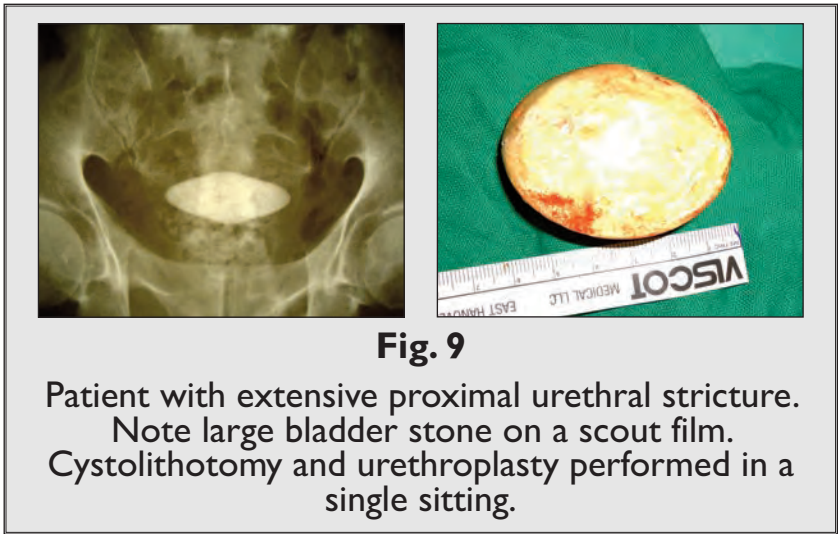 VISCOT
MEDICAL LLC
EAST HANOVE
Fig. 9
Patient with extensive proximal urethral stricture.
Note large bladder stone on a scout film.
Cystolithotomy and urethroplasty performed in a
single sitting.